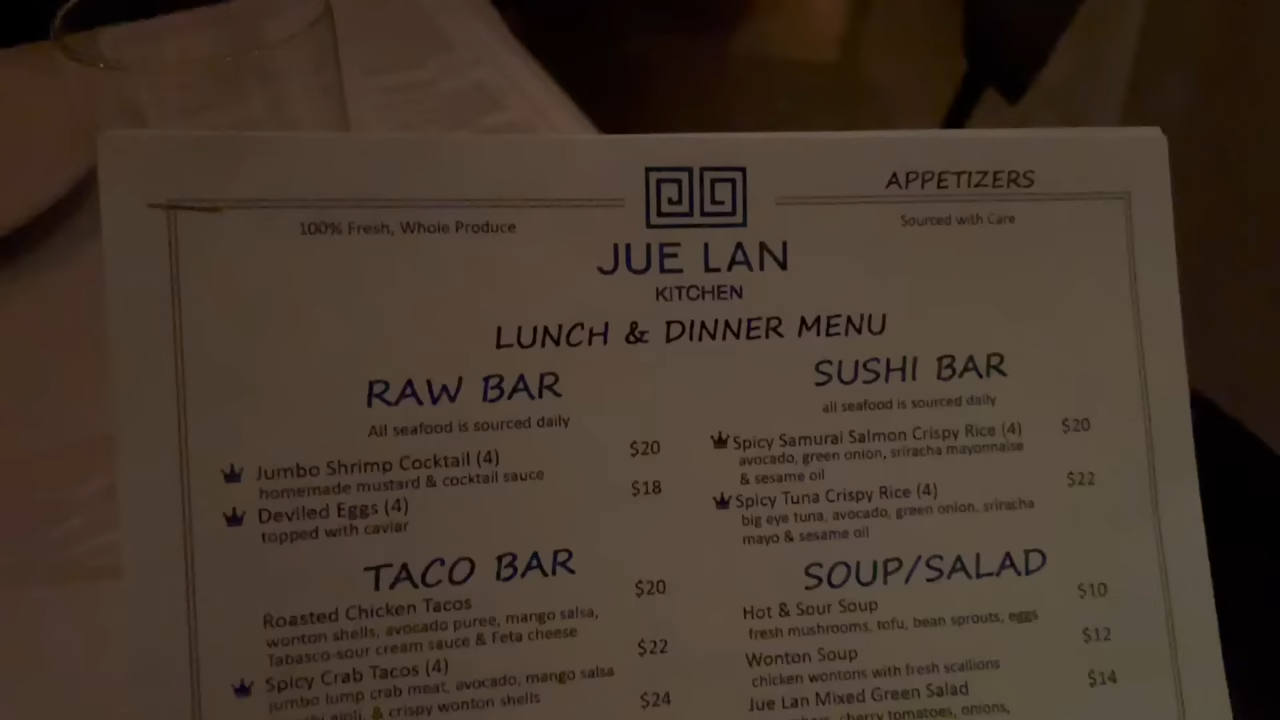 APPETIZERS
100% Fresh, Whole Produce
Sourced with Care
JUE LAN
KITCHEN
LUNCH & DINNER MENU
RAW BAR
All seafood is sourced daily
Jumbo Shrimp Cocktail (4) $20
homemade mustard & cocktail sauce
Deviled Eggs (4) $18
topped with caviar
TACO BAR
Roasted Chicken Tacos $20
wonton shells, avocado puree, mango salsa,
Tabasco-sour cream sauce & Feta cheese
Spicy Crab Tacos (4) $22
jumbo lump crab meat, avocado, mango salsa
aioli, & crispy wonton shells
$24
SUSHI BAR
all seafood is sourced daily
Spicy Samurai Salmon Crispy Rice (4) $20
avocado, green onion, sriracha mayonnaise
& sesame oil
Spicy Tuna Crispy Rice (4) $22
big eye tuna, avocado, green onion, sriracha
mayo & sesame oil
SOUP/SALAD
Hot & Sour Soup $10
fresh mushrooms, tofu, bean sprouts, eggs
Wonton Soup $12
chicken wontons with fresh scallions
Jue Lan Mixed Green Salad $14
cherry tomatoes, onions,